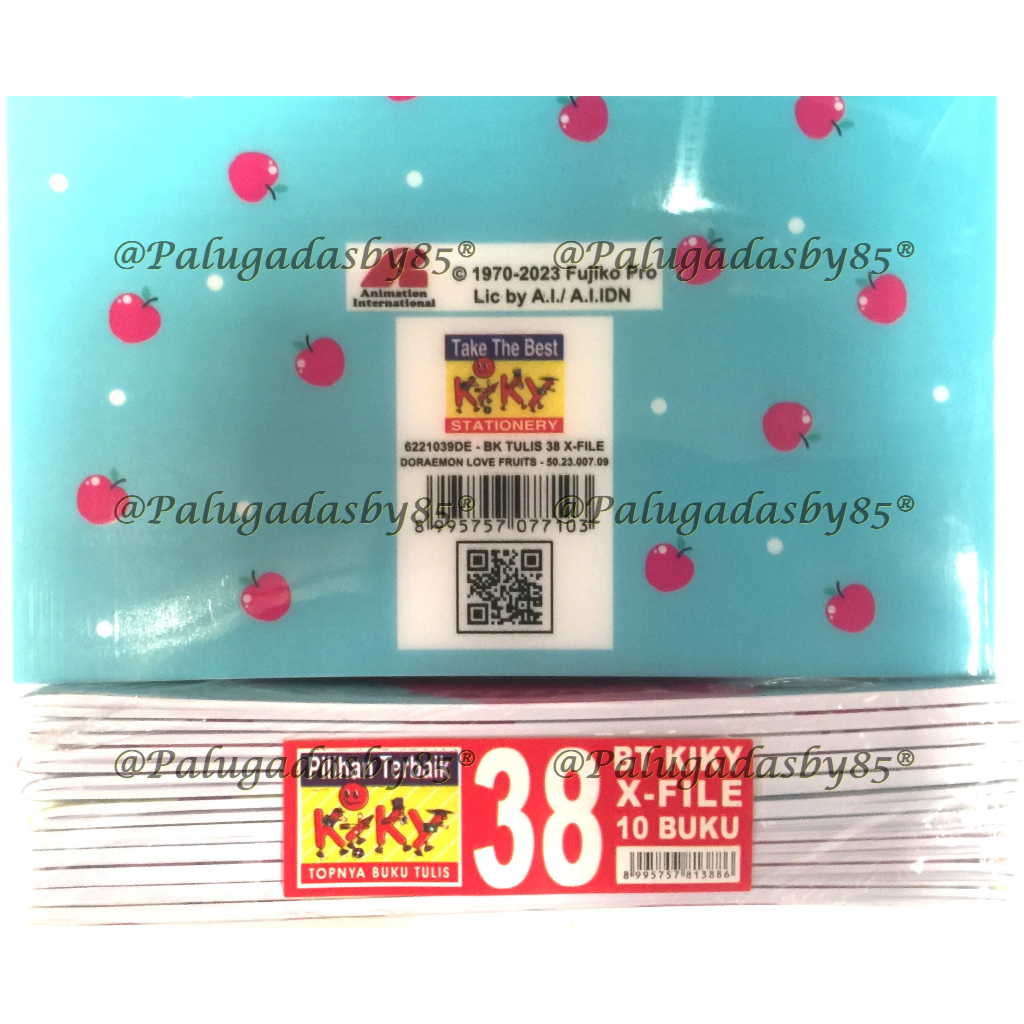 @Palugadasby85® @Palugadasby85®
Animation
International
© 1970-2023 Fujiko Pro
Lic by A.I./ A.I.IDN
Take The Best
KiKY
STATIONERY
6221039DE - BK TULIS 38 X-FILE
DORAEMON LOVE FRUITS - 50.23.007.09
@Palugadasby85® @Palugadasby85®
8 995757 077103
@Palugadasby85® @Palugadasby85®
Pilihan Terbaik
KiKY
TOPNYA BUKU TULIS
38
BT KIKY
X-FILE
10 BUKU
8 995757 813886